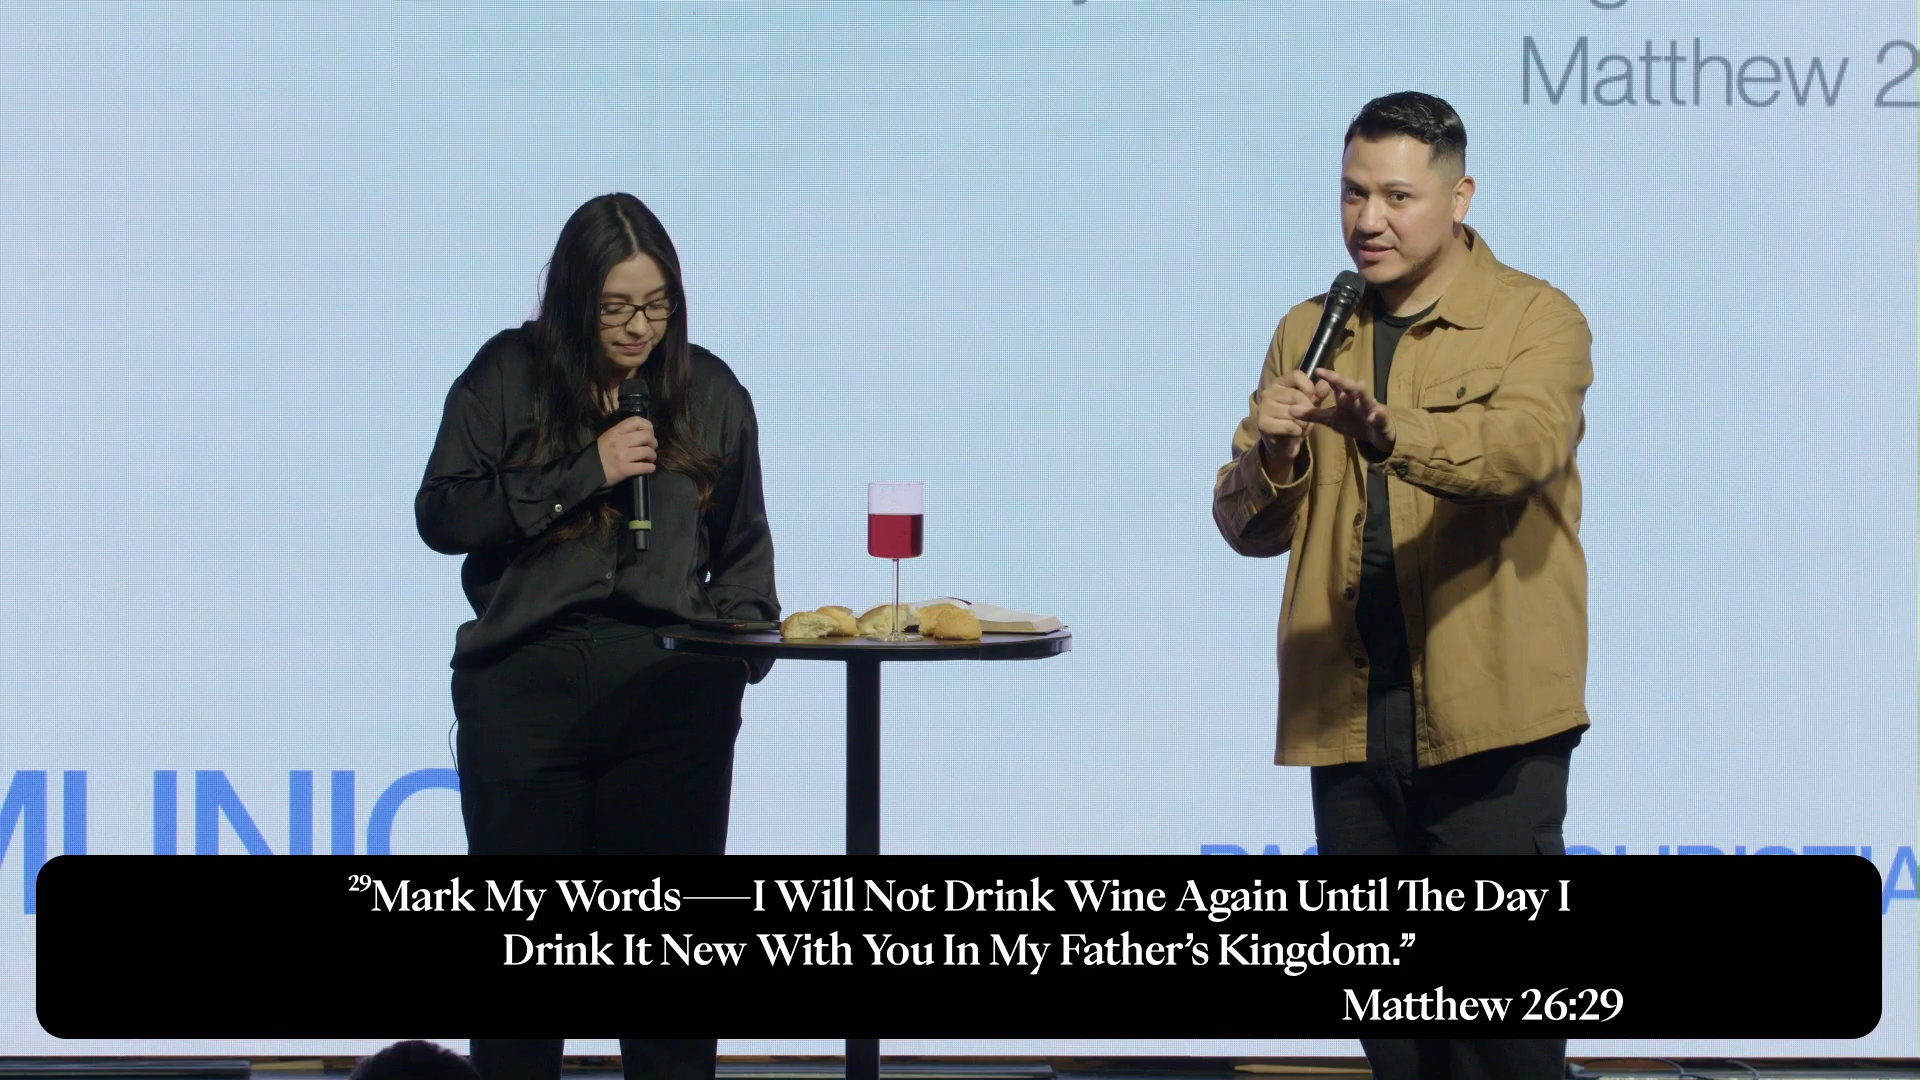 Matthew 2
²⁹Mark My Words—I Will Not Drink Wine Again Until The Day I
Drink It New With You In My Father’s Kingdom.”
Matthew 26:29